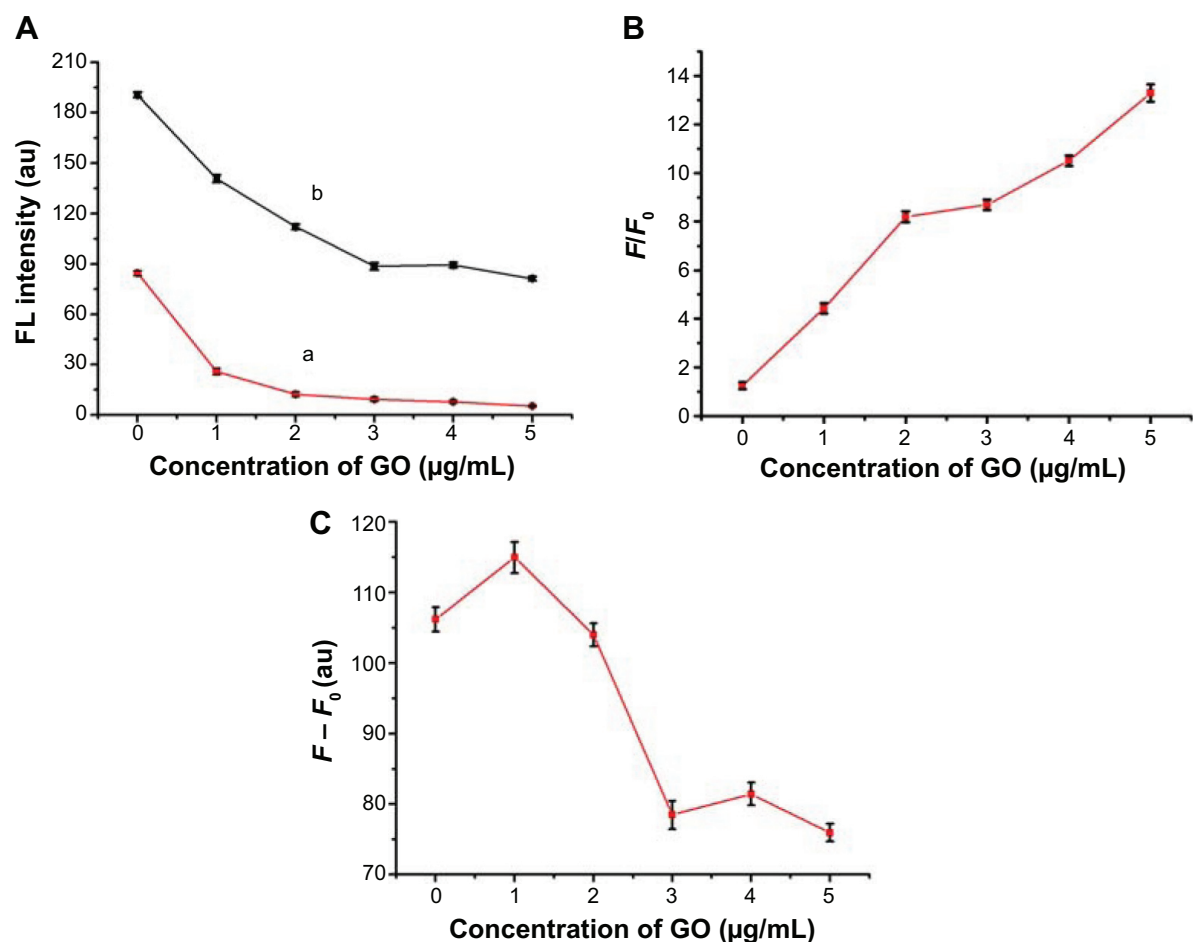 A
FL intensity (au)
210
180
150
120
90
60
30
0
b
a
0 1 2 3 4 5
Concentration of GO (µg/mL)
B
F/F0
14
12
10
8
6
4
2
0
0 1 2 3 4 5
Concentration of GO (µg/mL)
C
F – F0 (au)
120
110
100
90
80
70
0 1 2 3 4 5
Concentration of GO (µg/mL)